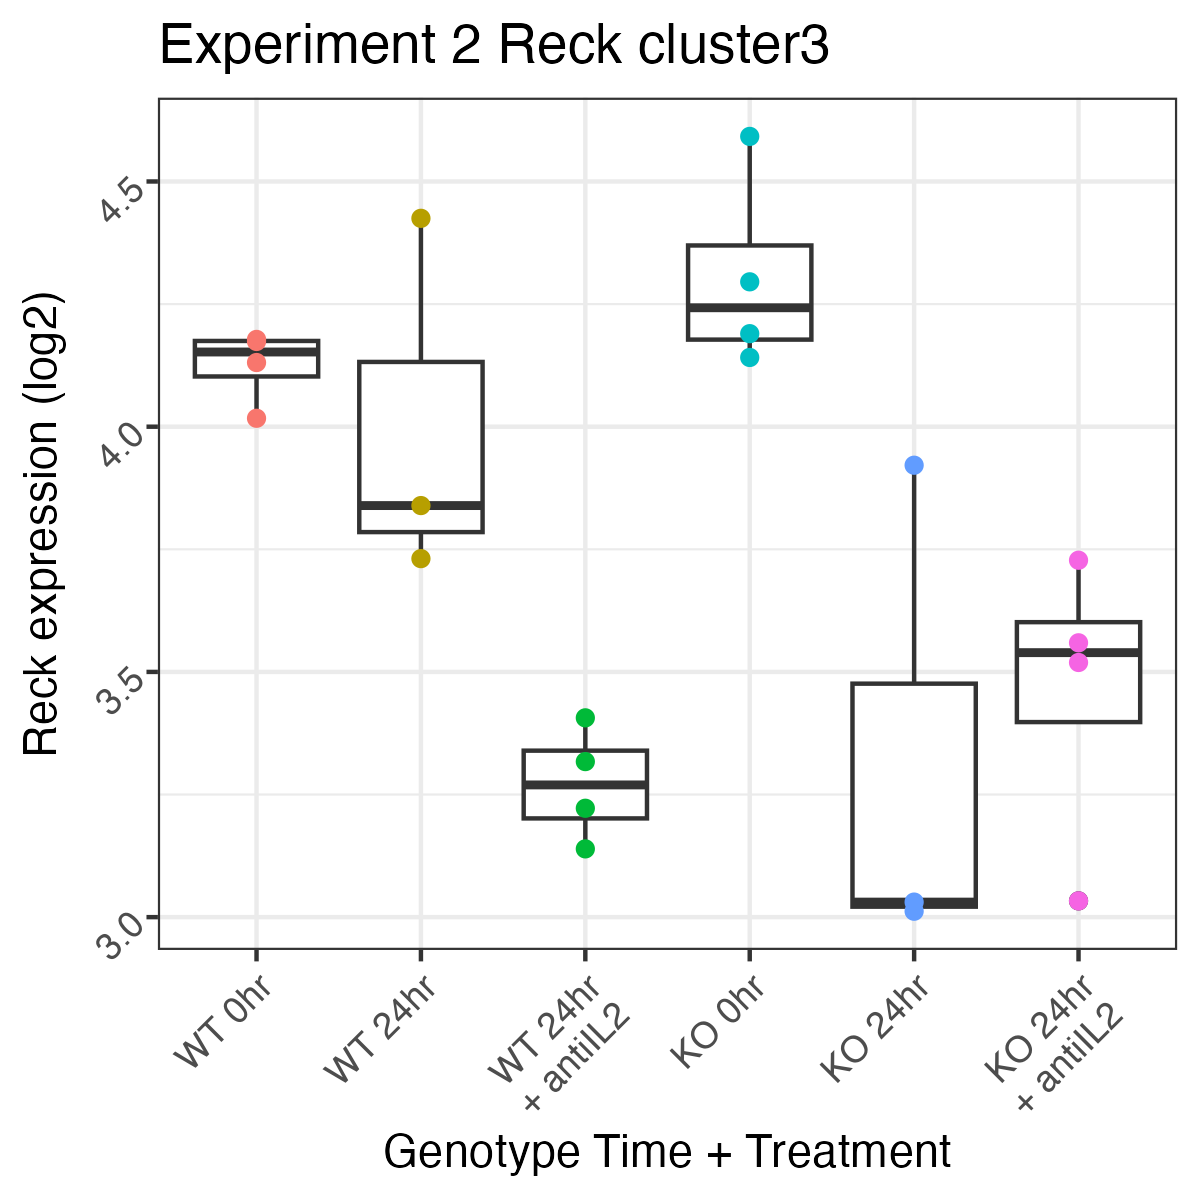 Experiment 2 Reck cluster3
Reck expression (log2)
4.5
4.0
3.5
3.0
WT 0hr
WT 24hr
WT 24hr
+ antiIL2
KO 0hr
KO 24hr
KO 24hr
+ antiIL2
Genotype Time + Treatment